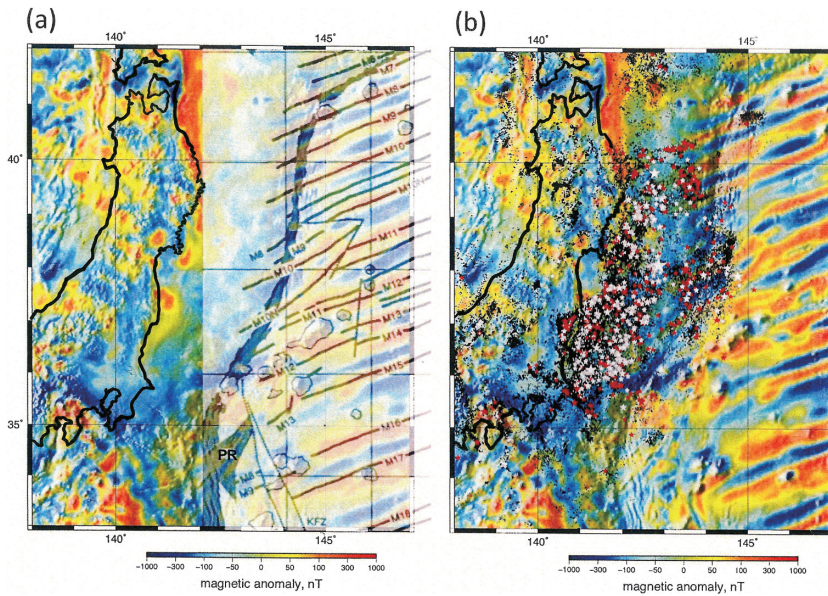 (a)
(b)
140°
145°
140°
145°
40°
35°
M6
M7
M8
M9
M10
M10N
M11
M8
M9
M10
M12
M10N
M11
M13
M14
M12
M15
M13
M16
PR
M8
M9
M17
KFZ
M18
140°
145°
140°
145°
-1000 -300 -100 -50 0 50 100 300 1000
magnetic anomaly, nT
-1000 -300 -100 -50 0 50 100 300 1000
magnetic anomaly, nT